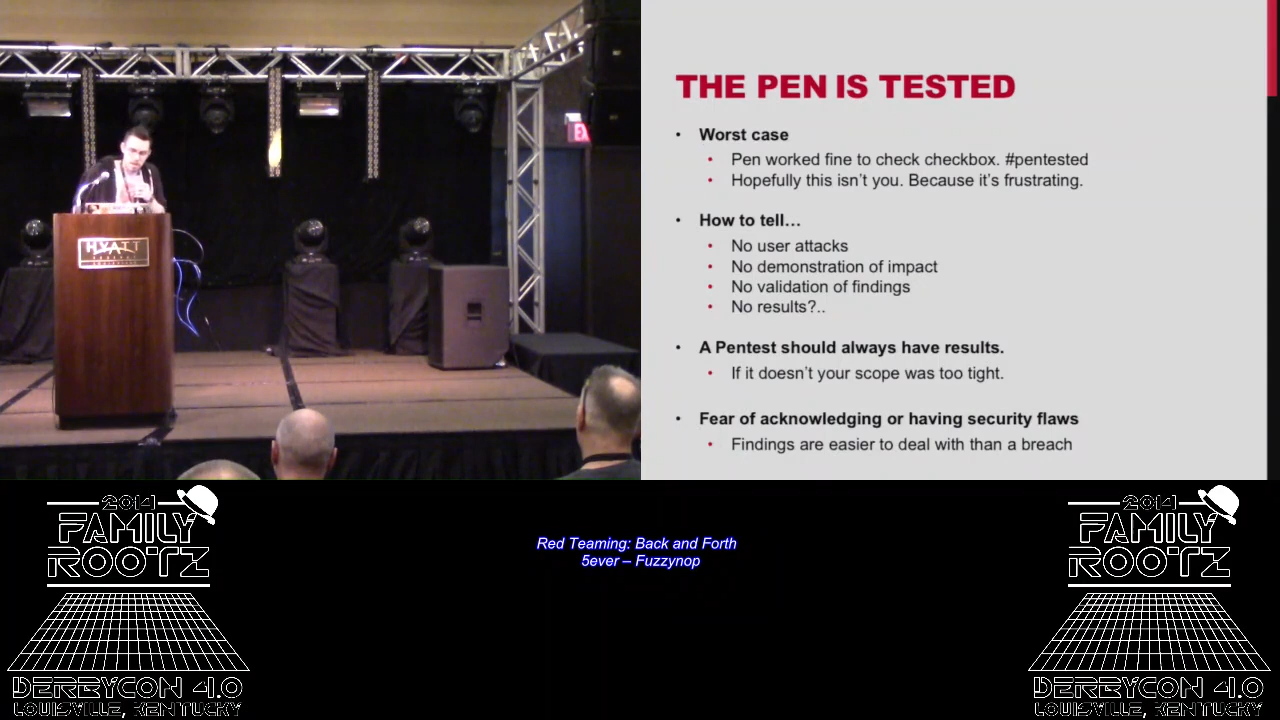 THE PEN IS TESTED
• Worst case
• Pen worked fine to check checkbox. #pentested
• Hopefully this isn't you. Because it's frustrating.
• How to tell…
• No user attacks
• No demonstration of impact
• No validation of findings
• No results?..
• A Pentest should always have results.
• If it doesn't your scope was too tight.
• Fear of acknowledging or having security flaws
• Findings are easier to deal with than a breach
HYATT
2014
FAMILY
ROOTZ
DERBYCON 4.0
LOUISVILLE, KENTUCKY
Red Teaming: Back and Forth
5ever – Fuzzynop
2014
FAMILY
ROOTZ
DERBYCON 4.0
LOUISVILLE, KENTUCKY